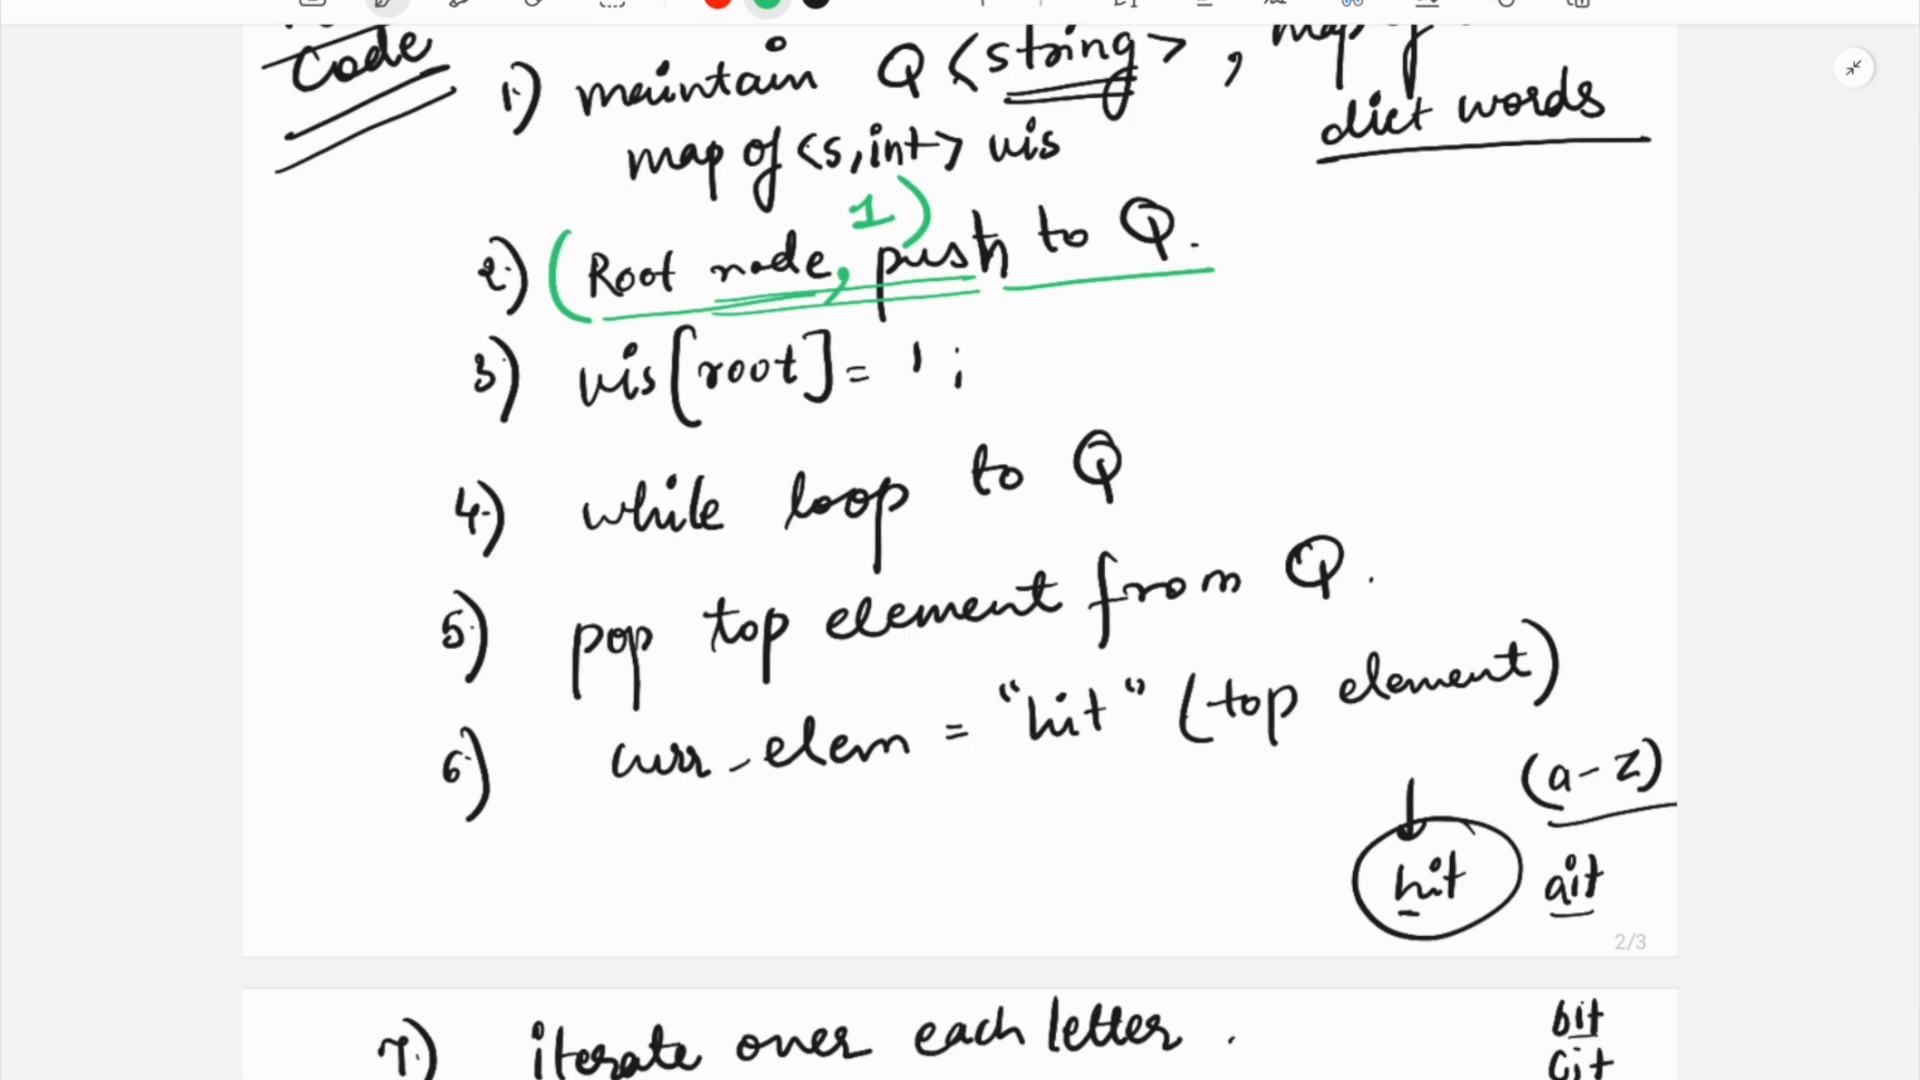 Code
1.) maintain Q <string> , map of
dict words
map of <s, int> vis
2.) (Root node, 1) push to Q.
3) vis[root] = 1 ;
4.) while loop to Q
5.) pop top element from Q.
6.) curr_elem = "hit" (top element)
(a-z)
hit ait
2/3
7.) iterate over each letter .
bit
cit